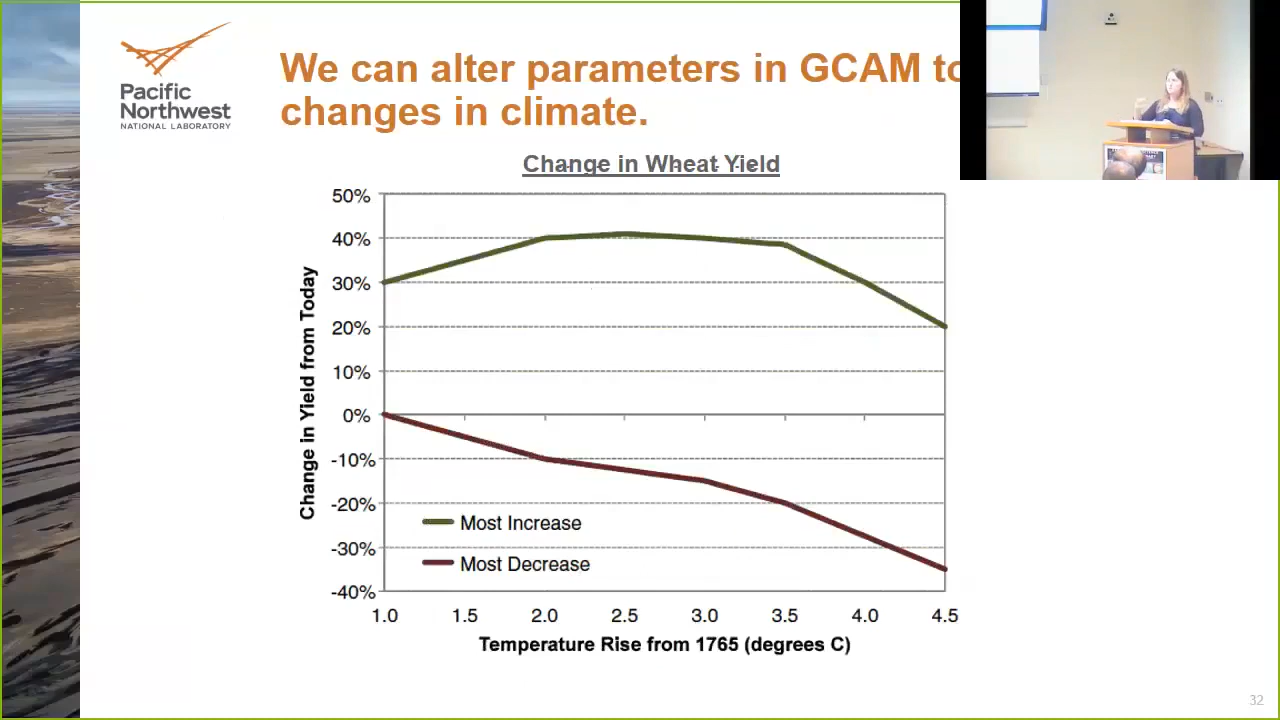 Pacific
Northwest
NATIONAL LABORATORY
We can alter parameters in GCAM to
changes in climate.
Change in Wheat Yield
50%
40%
30%
20%
10%
0%
-10%
-20%
-30%
-40%
Change in Yield from Today
Most Increase
Most Decrease
1.0 1.5 2.0 2.5 3.0 3.5 4.0 4.5
Temperature Rise from 1765 (degrees C)
32